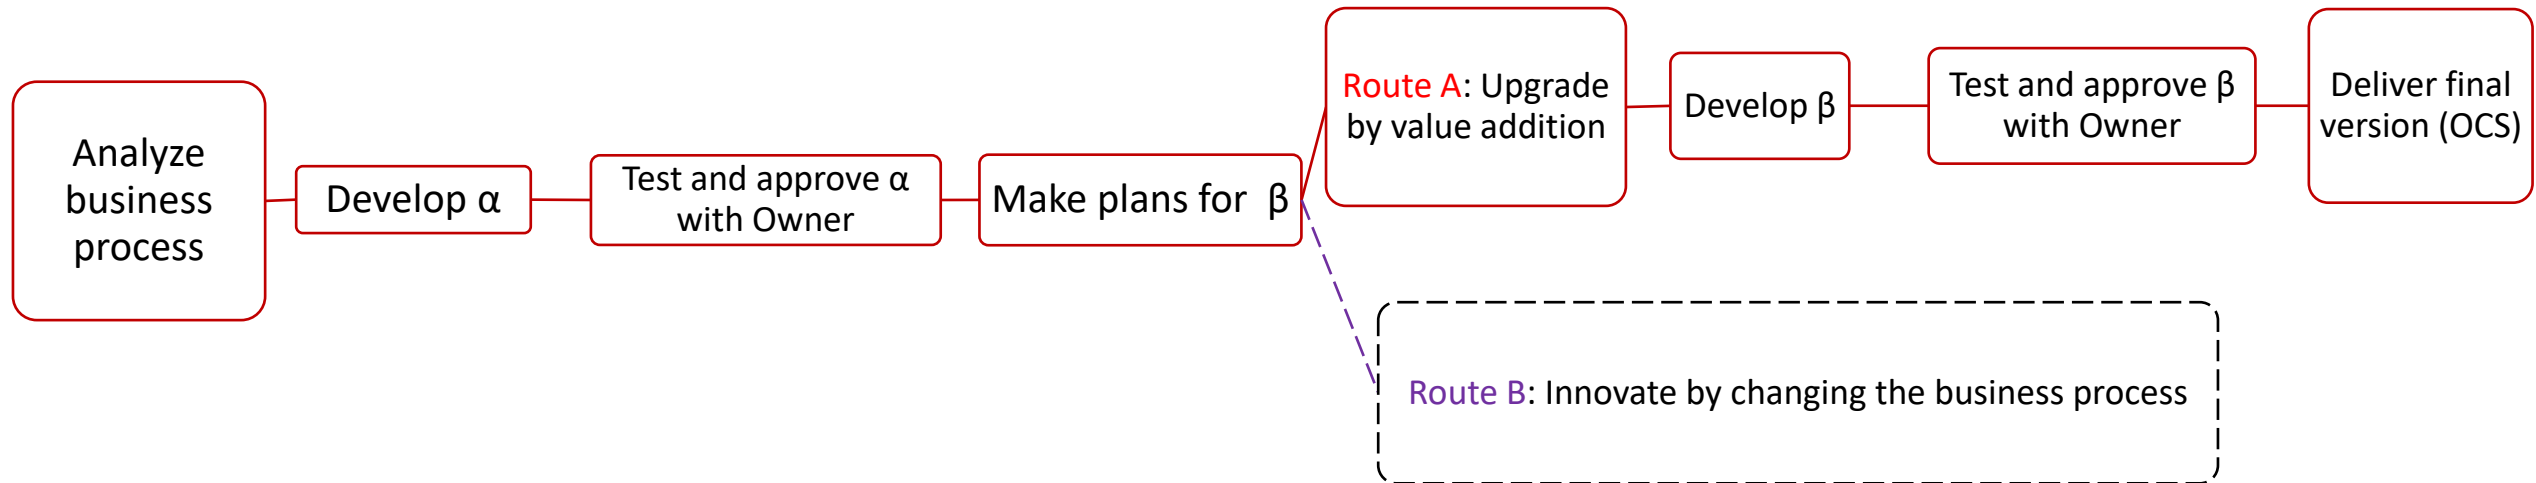 Analyze
business
process
Develop α
Test and approve α
with Owner
Make plans for β
Route A: Upgrade
by value addition
Develop β
Test and approve β
with Owner
Deliver final
version (OCS)
Route B: Innovate by changing the business process